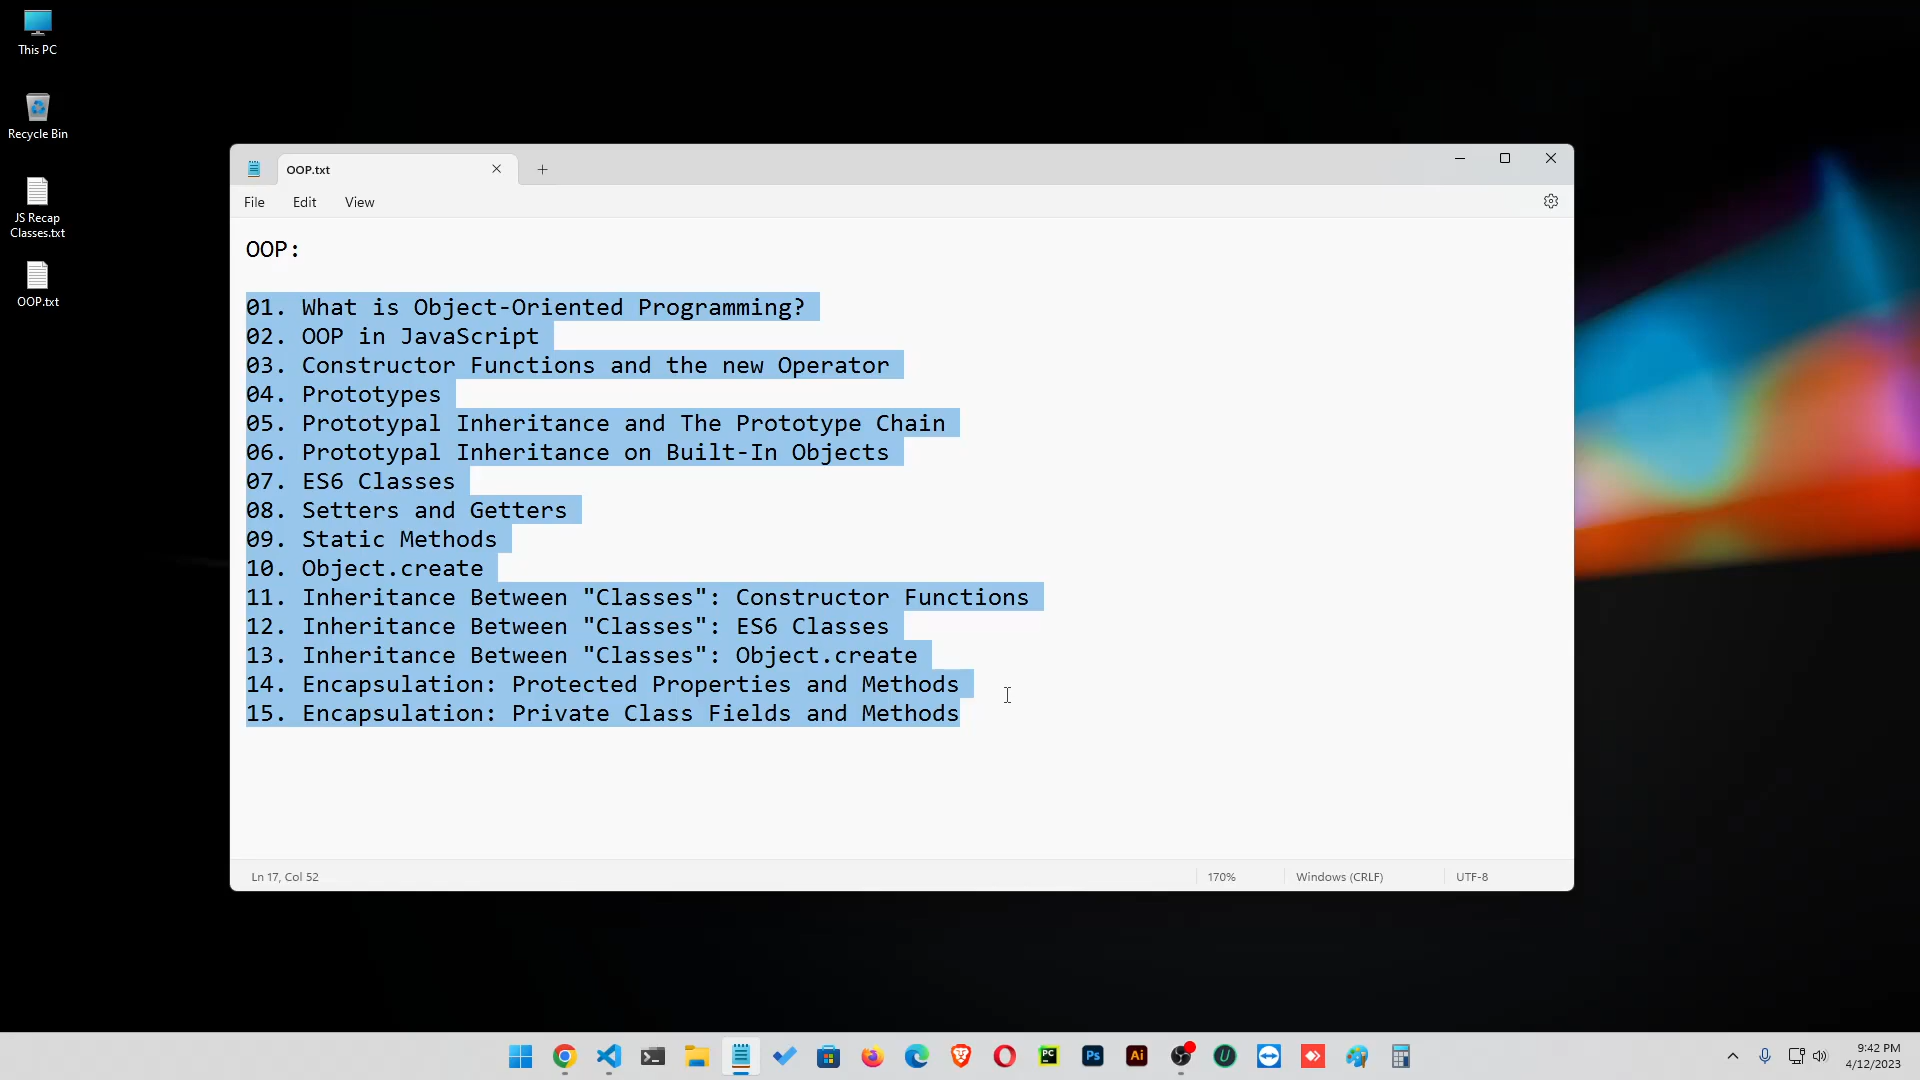 This PC
Recycle Bin
JS Recap
Classes.txt
OOP.txt
OOP.txt
File Edit View
OOP:
01. What is Object-Oriented Programming?
02. OOP in JavaScript
03. Constructor Functions and the new Operator
04. Prototypes
05. Prototypal Inheritance and The Prototype Chain
06. Prototypal Inheritance on Built-In Objects
07. ES6 Classes
08. Setters and Getters
09. Static Methods
10. Object.create
11. Inheritance Between "Classes": Constructor Functions
12. Inheritance Between "Classes": ES6 Classes
13. Inheritance Between "Classes": Object.create
14. Encapsulation: Protected Properties and Methods
15. Encapsulation: Private Class Fields and Methods
Ln 17, Col 52 170% Windows (CRLF) UTF-8
PC Ps Ai U
9:42 PM
4/12/2023